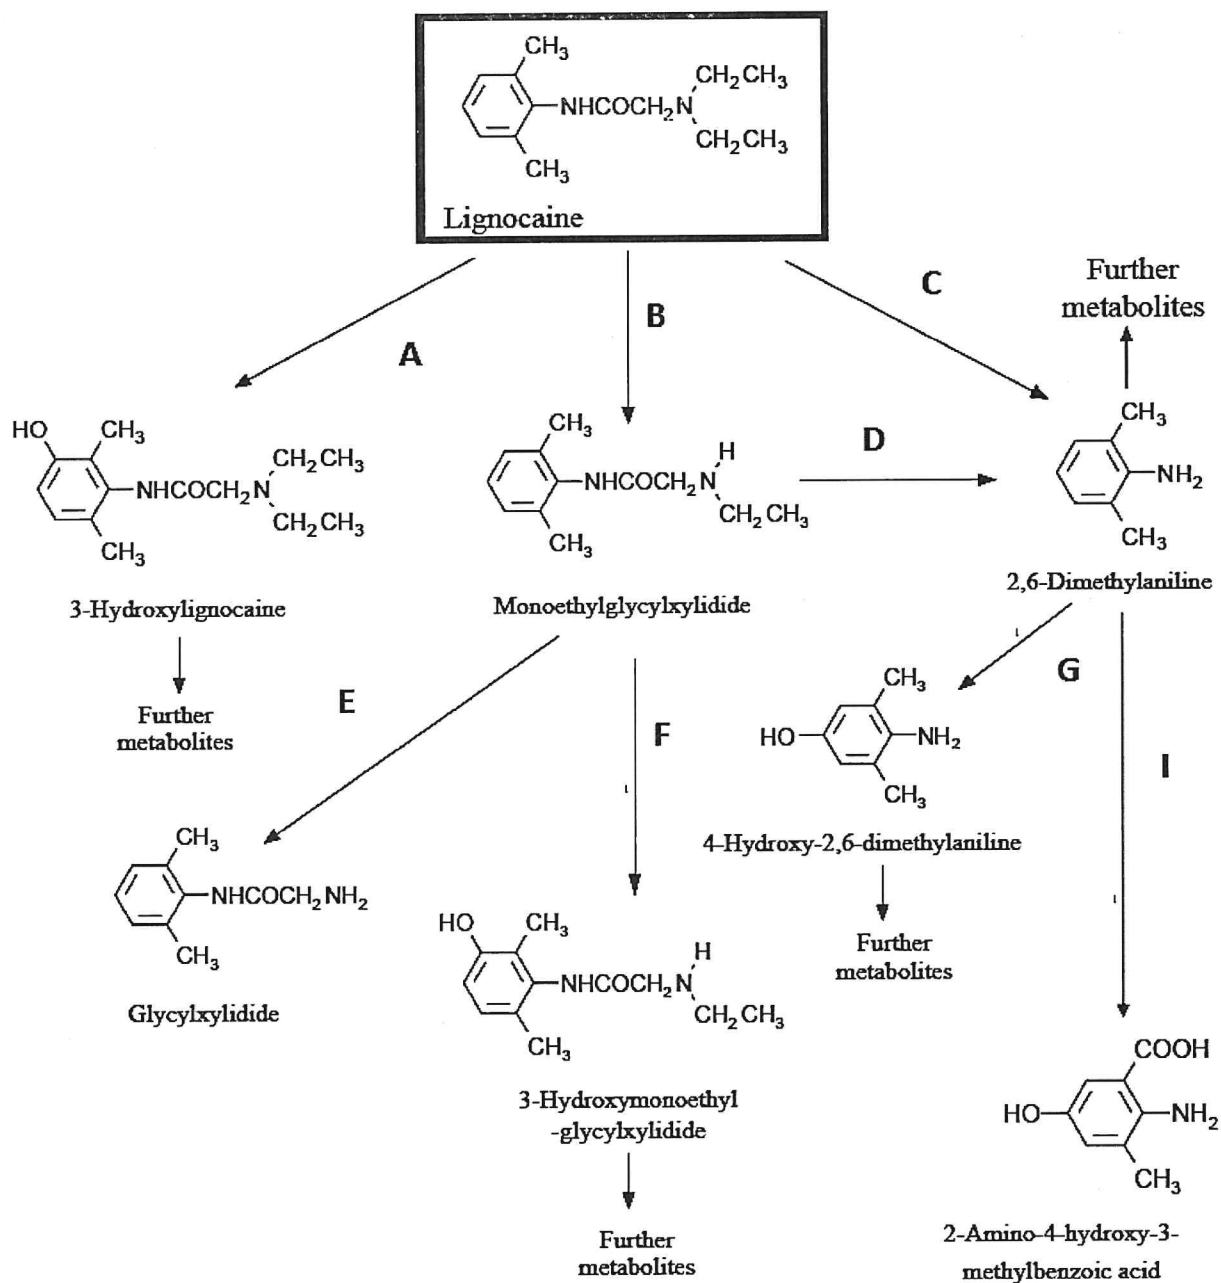 CH₃
CH₂CH₃
NHCOCH₂N
CH₂CH₃
CH₃
Lignocaine
A
B
C
Further
metabolites
HO
CH₃
CH₂CH₃
NHCOCH₂N
CH₂CH₃
CH₃
3-Hydroxylignocaine
Further
metabolites
CH₃
H
NHCOCH₂N
CH₂CH₃
CH₃
Monoethylglycylxylidide
D
CH₃
NH₂
CH₃
2,6-Dimethylaniline
E
F
G
I
CH₃
HO
NH₂
CH₃
4-Hydroxy-2,6-dimethylaniline
Further
metabolites
CH₃
NHCOCH₂NH₂
CH₃
Glycylxylidide
HO
CH₃
H
NHCOCH₂N
CH₂CH₃
CH₃
3-Hydroxymonoethyl
-glycylxylidide
Further
metabolites
COOH
HO
NH₂
CH₃
2-Amino-4-hydroxy-3-
methylbenzoic acid